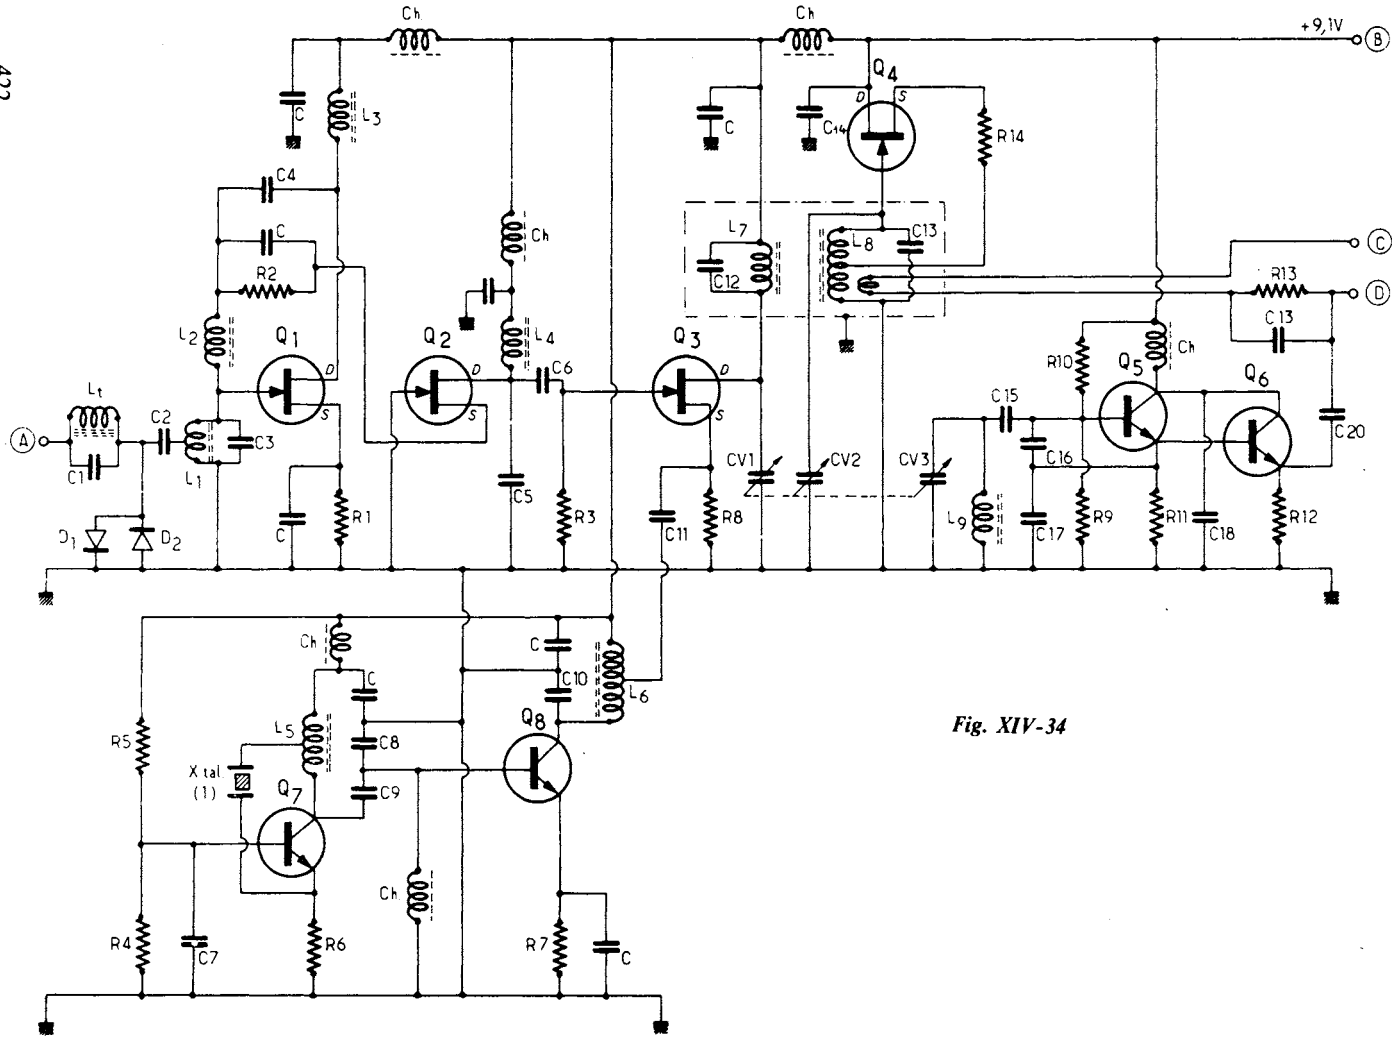 422
Ch
Ch
+9,1V
B
Q4
D
S
C
L3
C
C14
R14
C4
C
Ch
L7
L8
C13
C
R2
C12
R13
D
L2
Q1
Q2
L4
Q3
C13
D
D
C6
D
R10
Ch
Q5
Q6
Lt
S
S
S
C15
C2
A
C3
C20
C1
L1
CV1
CV2
CV3
C16
C5
D1
D2
C
R1
R3
C11
R8
L9
C17
R9
R11
C18
R12
Ch
C
C
C10
L6
L5
Q8
R5
C8
X tal.
(1)
Q7
C9
Ch
R4
C7
R6
R7
C
Fig. XIV-34